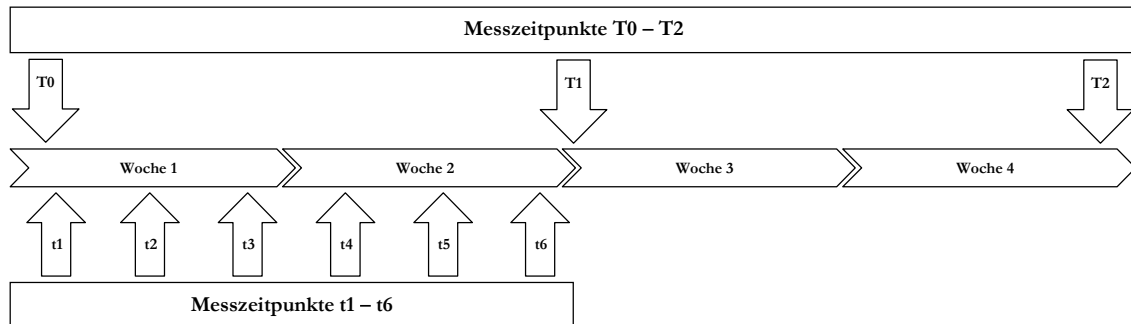 Messzeitpunkte T0 – T2
T0 T1 T2
Woche 1 Woche 2 Woche 3 Woche 4
t1 t2 t3 t4 t5 t6
Messzeitpunkte t1 – t6